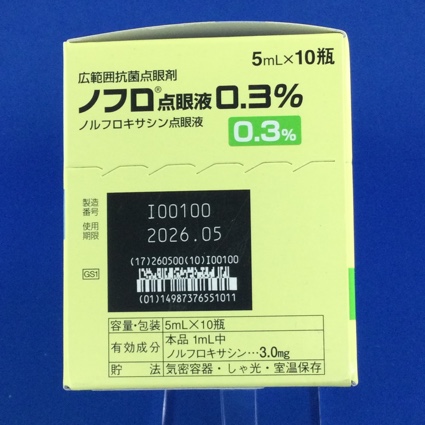 5mL×10瓶
広範囲抗菌点眼剤
ノフロ®点眼液0.3%
ノルフロキサシン点眼液
0.3%
製造番号 I00100
使用期限 2026.05
(17)260500(10)I00100
GS1
(01)14987376551011
容量・包装 5mL×10瓶
有効成分 本品 1mL中
ノルフロキサシン…3.0mg
貯法 気密容器・しゃ光・室温保存